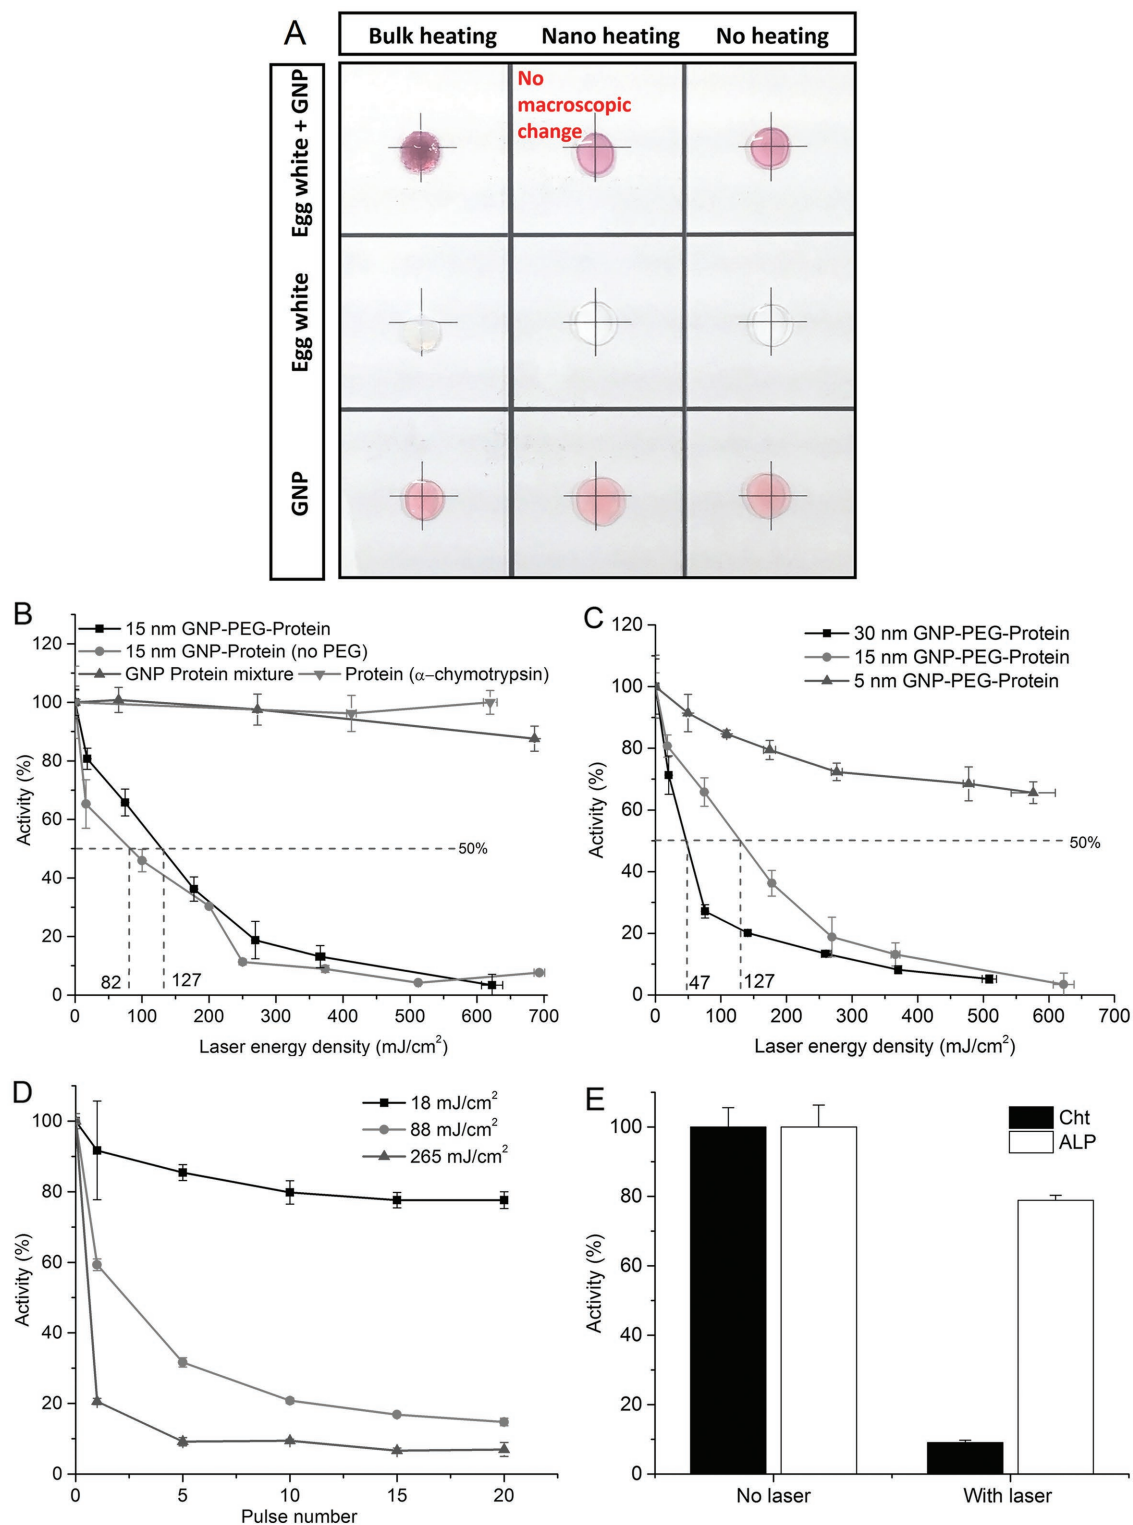 A
Bulk heating Nano heating No heating
Egg white + GNP
No
macroscopic
change
Egg white
GNP
B
15 nm GNP-PEG-Protein
15 nm GNP-Protein (no PEG)
GNP Protein mixture Protein (α−chymotrypsin)
Activity (%)
120
100
80
60
40
20
0
50%
82 127
0 100 200 300 400 500 600 700
Laser energy density (mJ/cm²)
C
30 nm GNP-PEG-Protein
15 nm GNP-PEG-Protein
5 nm GNP-PEG-Protein
Activity (%)
120
100
80
60
40
20
0
50%
47 127
0 100 200 300 400 500 600 700
Laser energy density (mJ/cm²)
D
18 mJ/cm²
88 mJ/cm²
265 mJ/cm²
Activity (%)
100
80
60
40
20
0
0 5 10 15 20
Pulse number
E
Cht
ALP
Activity (%)
100
80
60
40
20
0
No laser With laser